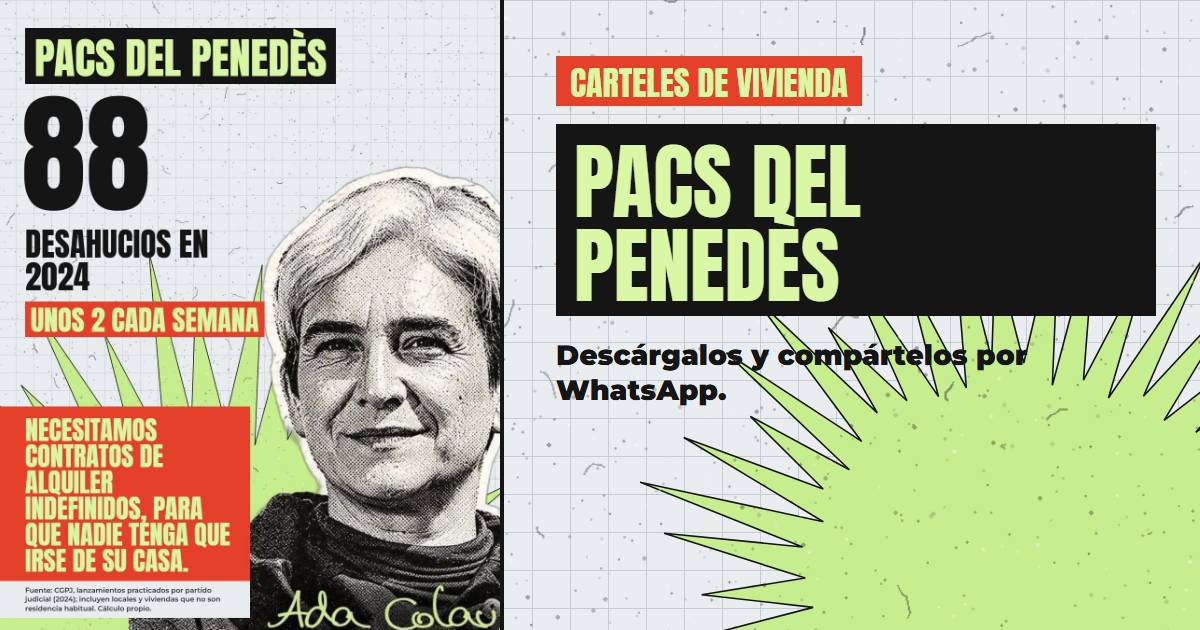 PACS DEL PENEDÈS
88
DESAHUCIOS EN
2024
UNOS 2 CADA SEMANA
NECESITAMOS
CONTRATOS DE
ALQUILER
INDEFINIDOS, PARA
QUE NADIE TENGA QUE
IRSE DE SU CASA.
Fuente: CGPJ, lanzamientos practicados por partido
judicial (2024); incluyen locales y viviendas que no son
residencia habitual. Cálculo propio.
Ada Colau
CARTELES DE VIVIENDA
PACS DEL
PENEDÈS
Descárgalos y compártelos por
WhatsApp.